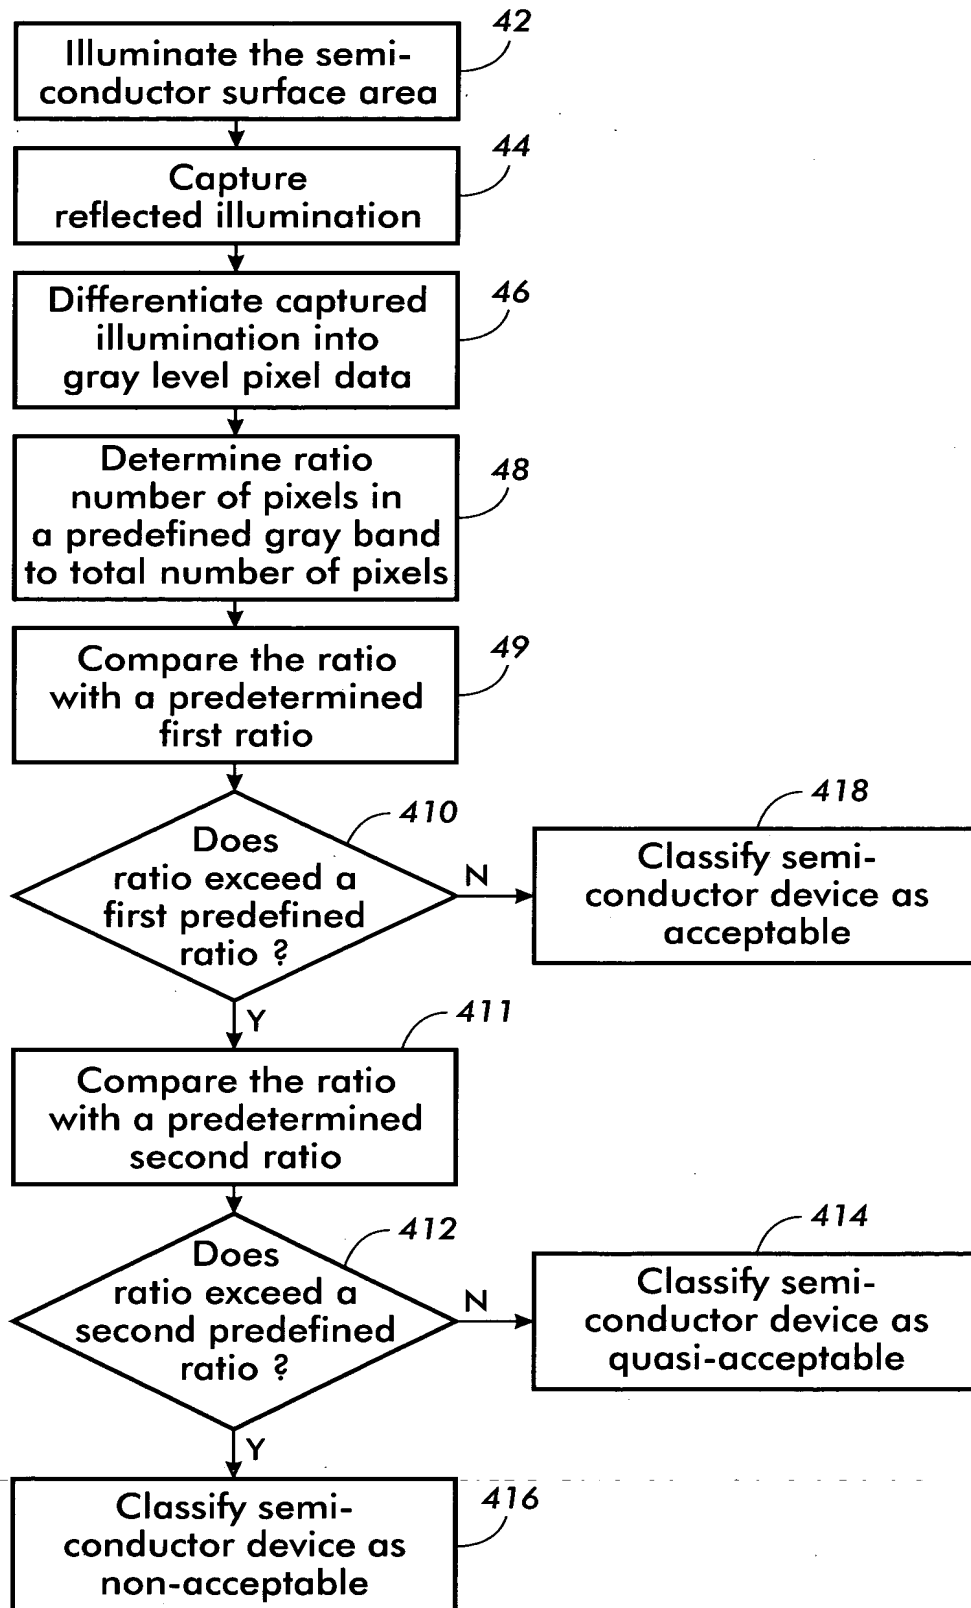 42
Illuminate the semi-
conductor surface area
44
Capture
reflected illumination
46
Differentiate captured
illumination into
gray level pixel data
48
Determine ratio
number of pixels in
a predefined gray band
to total number of pixels
49
Compare the ratio
with a predetermined
first ratio
410
Does
ratio exceed a
first predefined
ratio ?
N
418
Classify semi-
conductor device as
acceptable
Y
411
Compare the ratio
with a predetermined
second ratio
412
Does
ratio exceed a
second predefined
ratio ?
N
414
Classify semi-
conductor device as
quasi-acceptable
Y
416
Classify semi-
conductor device as
non-acceptable